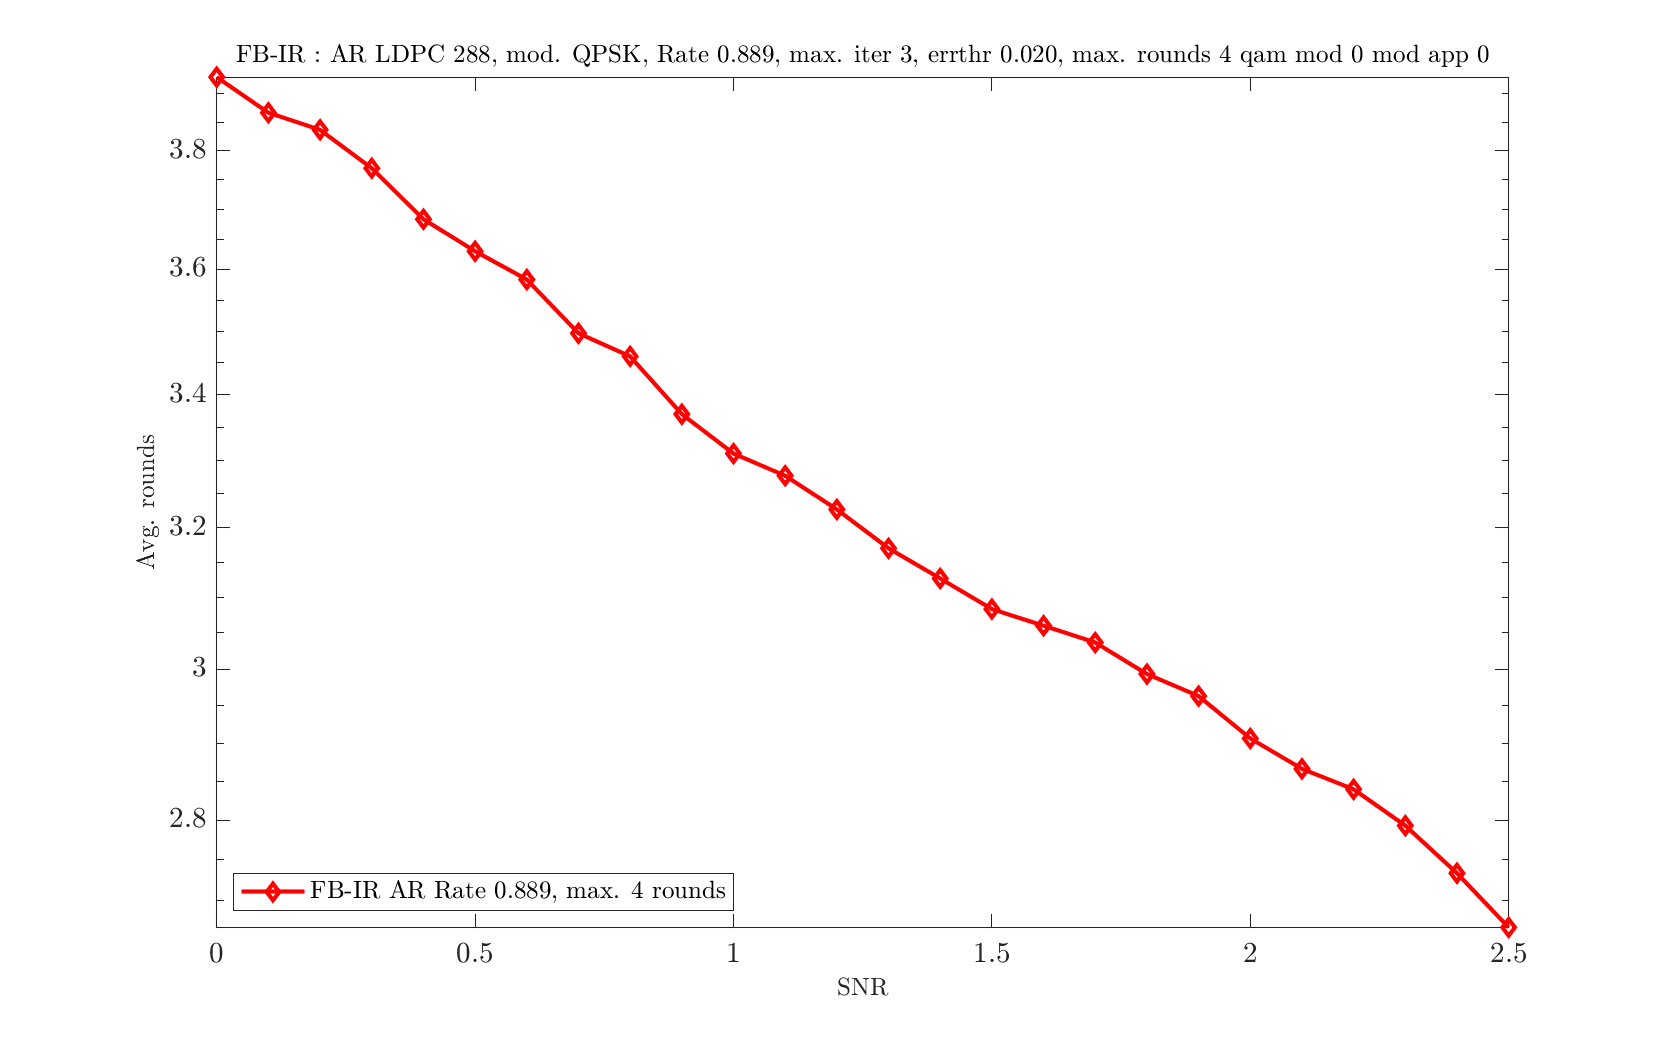 FB-IR : AR LDPC 288, mod. QPSK, Rate 0.889, max. iter 3, errthr 0.020, max. rounds 4 qam mod 0 mod app 0
3.8
3.6
3.4
3.2
3
2.8
Avg. rounds
FB-IR AR Rate 0.889, max. 4 rounds
0 0.5 1 1.5 2 2.5
SNR